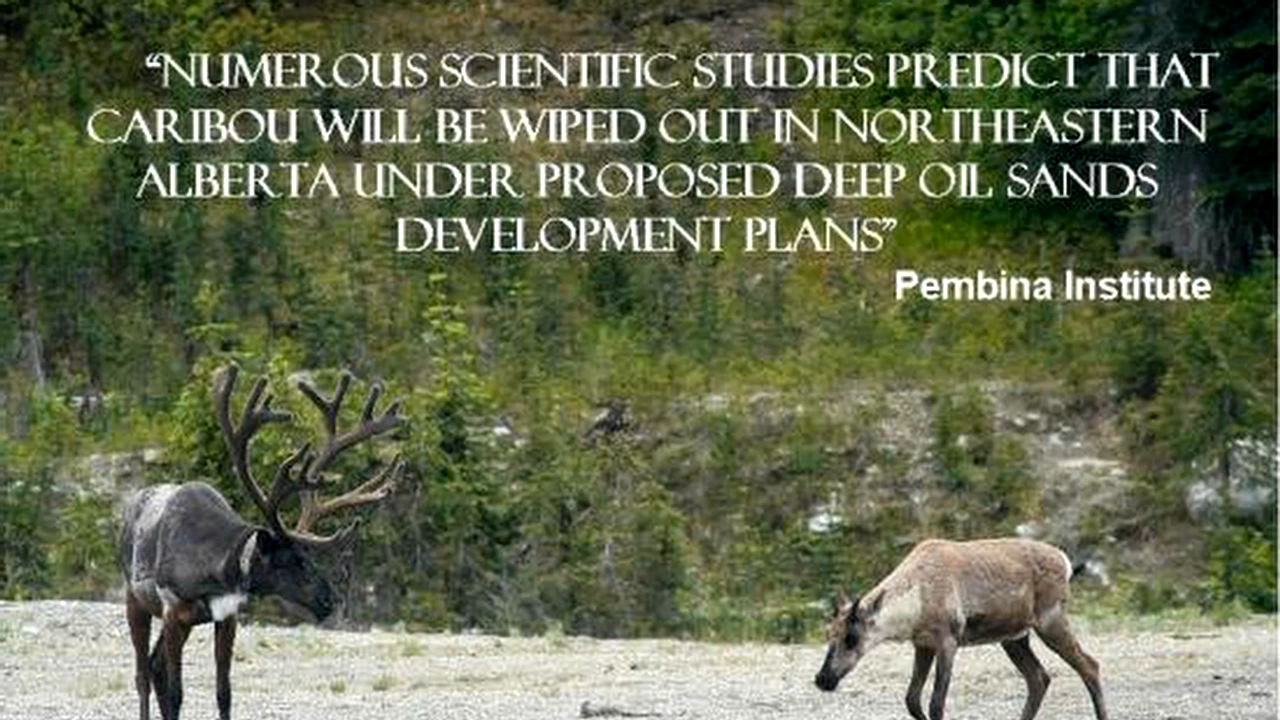 “NUMEROUS SCIENTIFIC STUDIES PREDICT THAT
CARIBOU WILL BE WIPED OUT IN NORTHEASTERN
ALBERTA UNDER PROPOSED DEEP OIL SANDS
DEVELOPMENT PLANS”
Pembina Institute